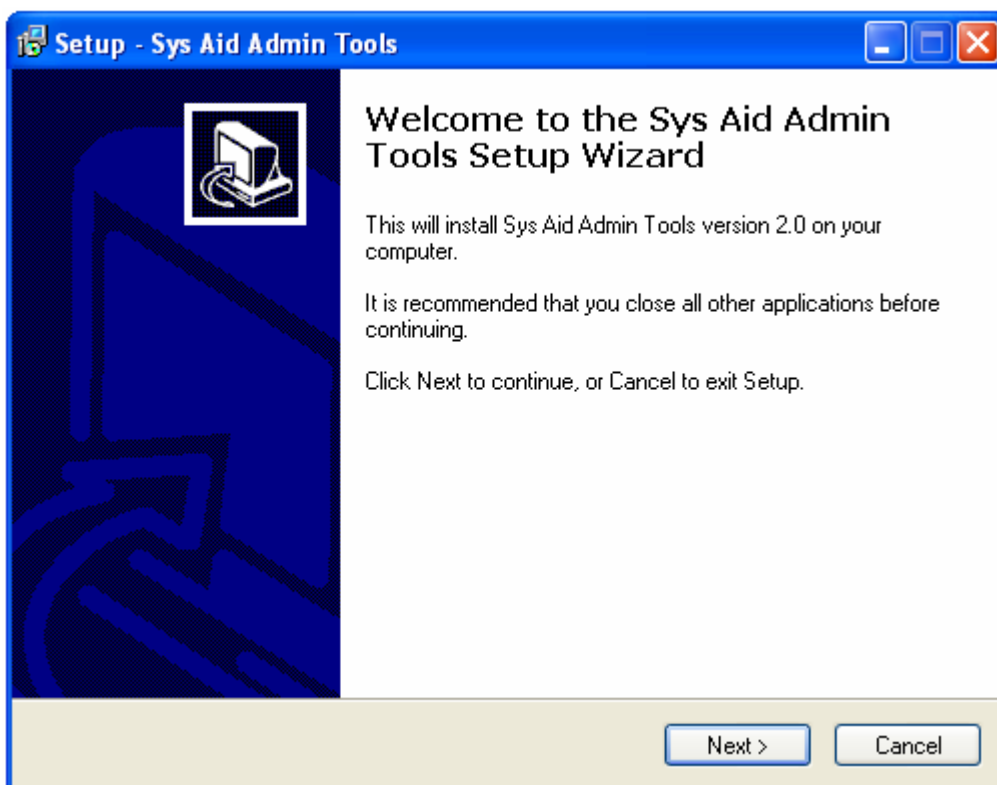 Setup - Sys Aid Admin Tools
Welcome to the Sys Aid Admin
Tools Setup Wizard
This will install Sys Aid Admin Tools version 2.0 on your
computer.
It is recommended that you close all other applications before
continuing.
Click Next to continue, or Cancel to exit Setup.
Next >
Cancel